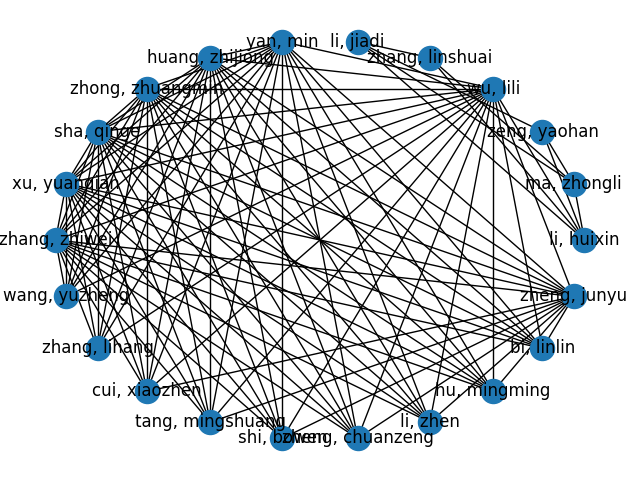 yan, min
li, jiadi
huang, zhijiong
zhang, linshuai
zhong, zhuangmin
wu, lili
sha, qinge
zeng, yaohan
xu, yuanqian
ma, zhongli
zhang, zhiwei
li, huixin
wang, yuzheng
zheng, junyu
zhang, lihang
bi, linlin
cui, xiaozhen
hu, mingming
tang, mingshuang
li, zhen
shi, bowen
zheng, chuanzeng